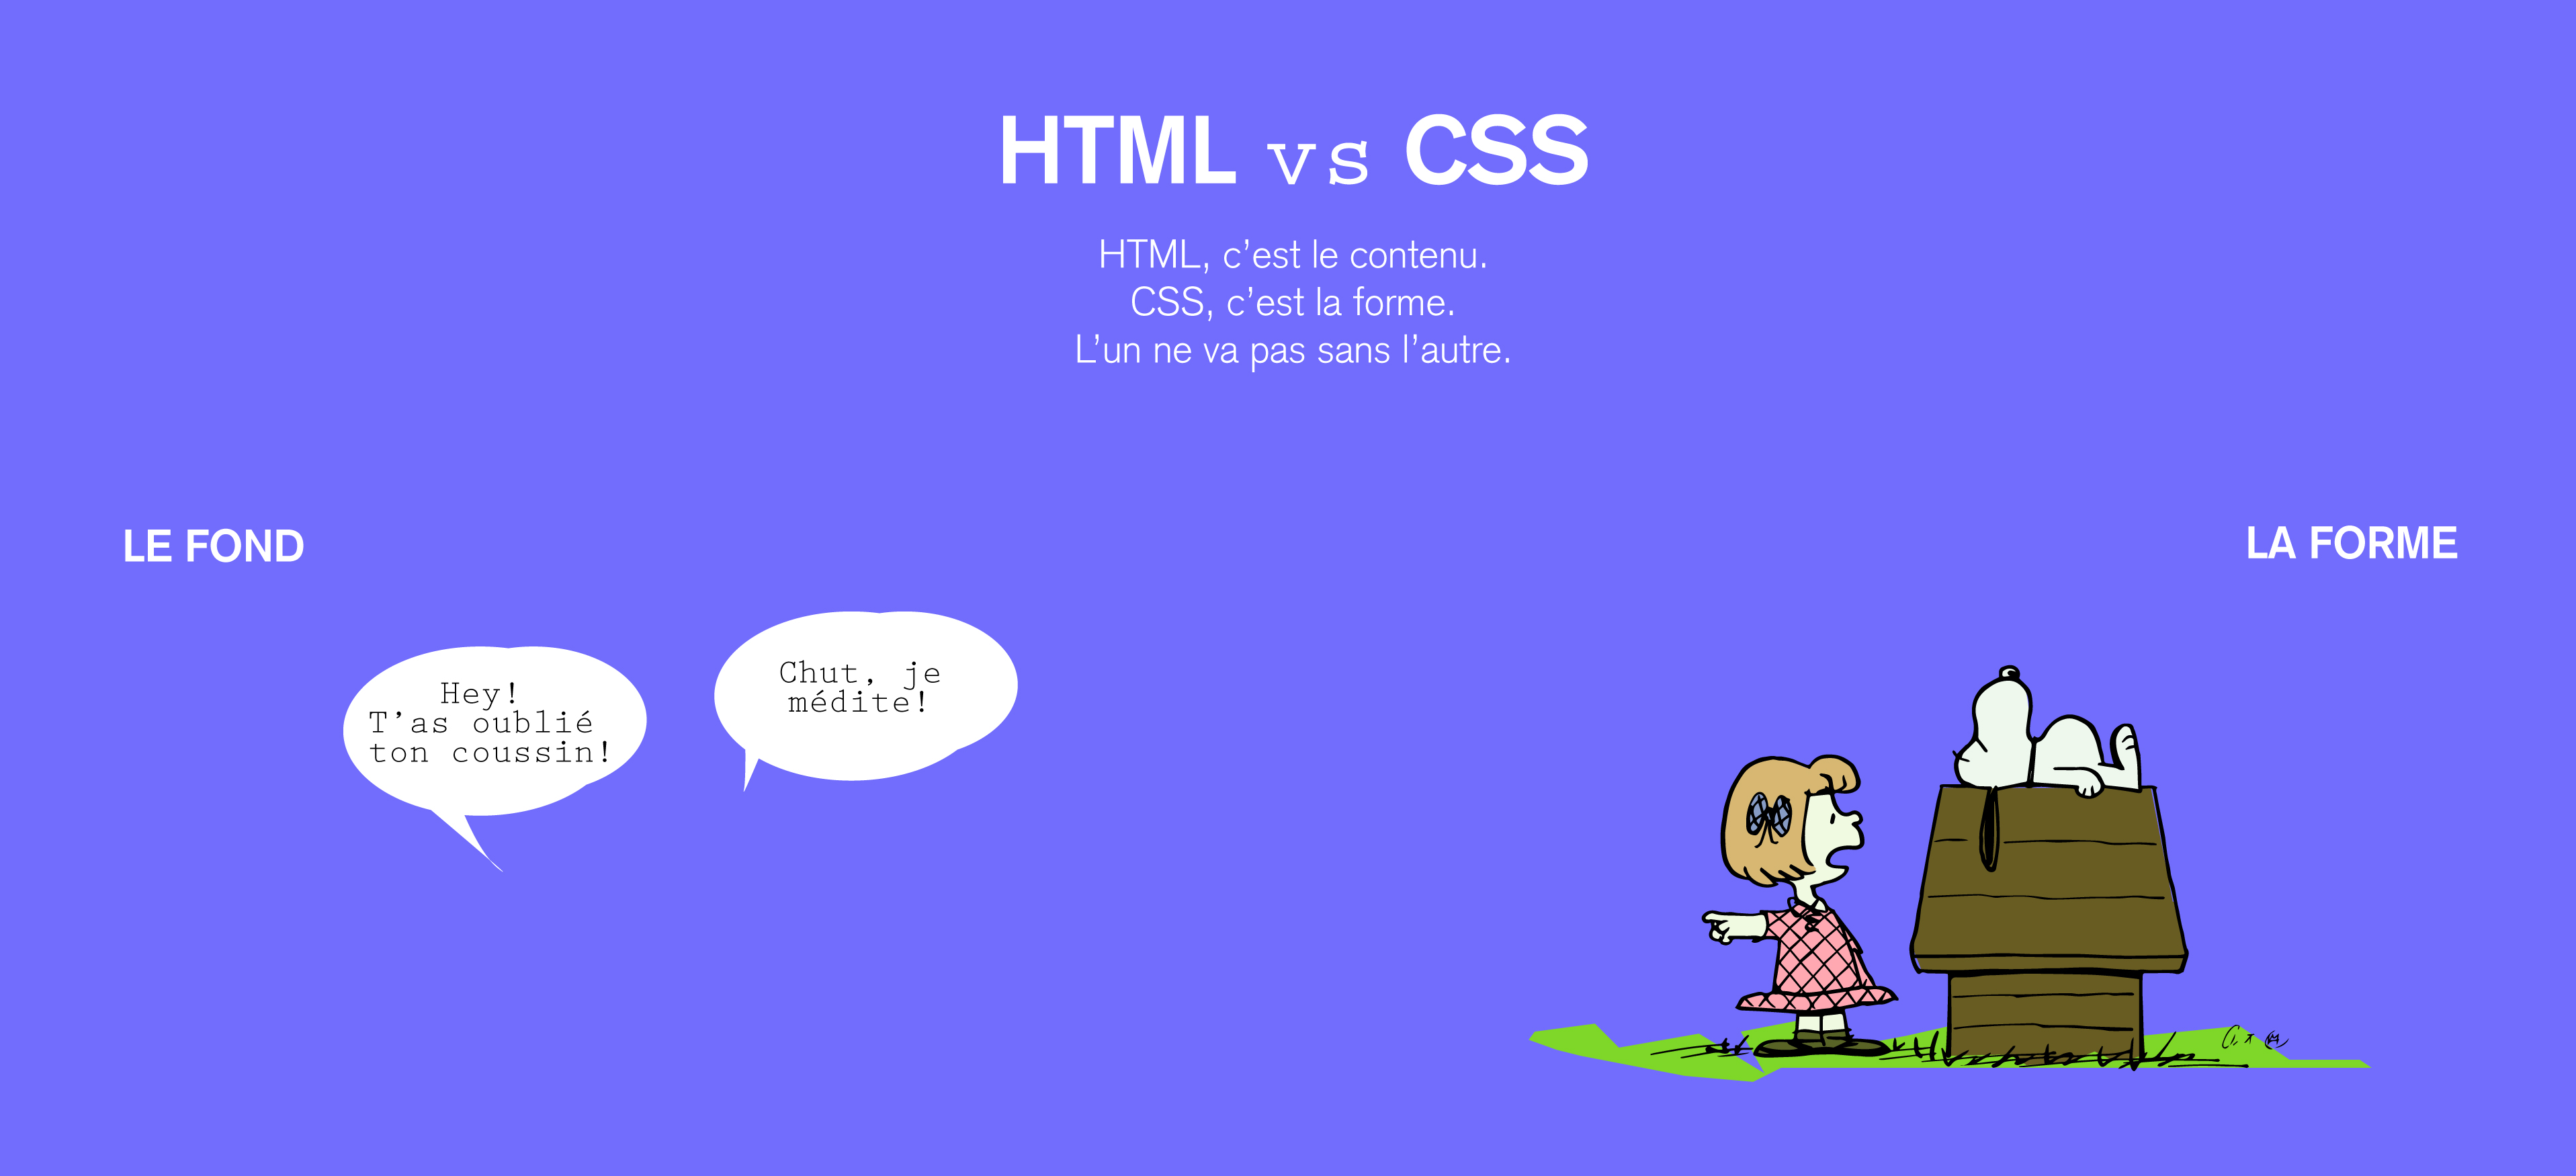 HTML vs CSS
HTML, c’est le contenu.
CSS, c’est la forme.
L’un ne va pas sans l’autre.
LE FOND
LA FORME
Hey!
T’as oublié
ton coussin!
Chut, je
médite!